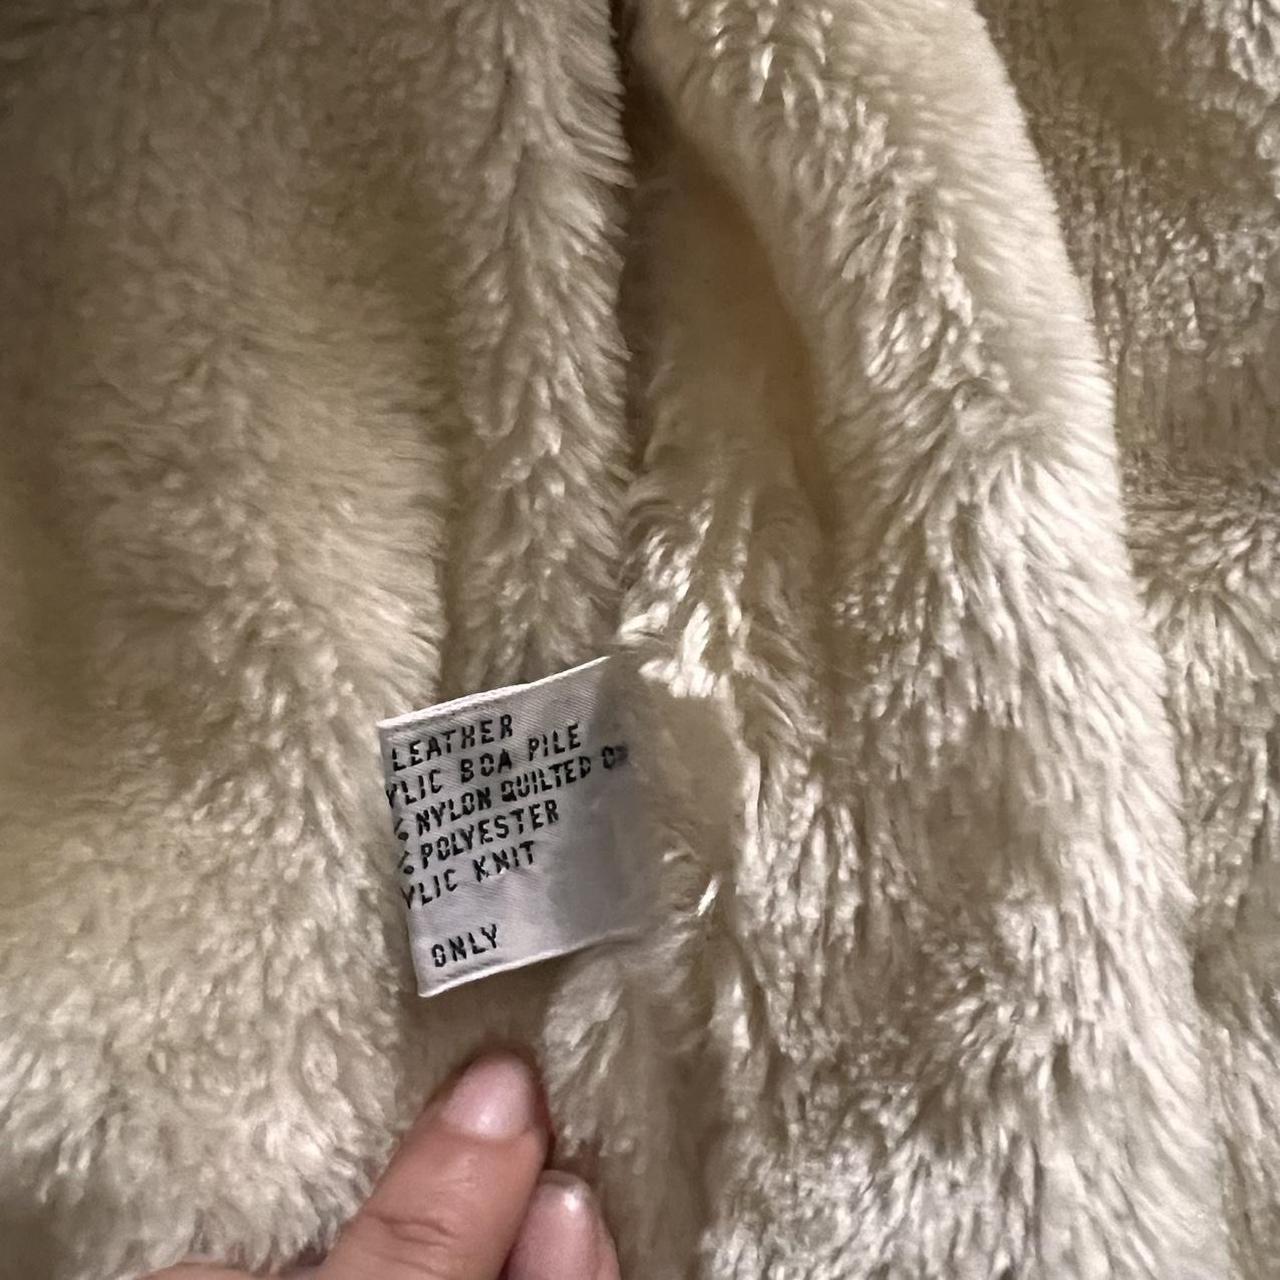 LEATHER
YLIC BOA PILE
% NYLON QUILTED
% POLYESTER
YLIC KNIT
ONLY